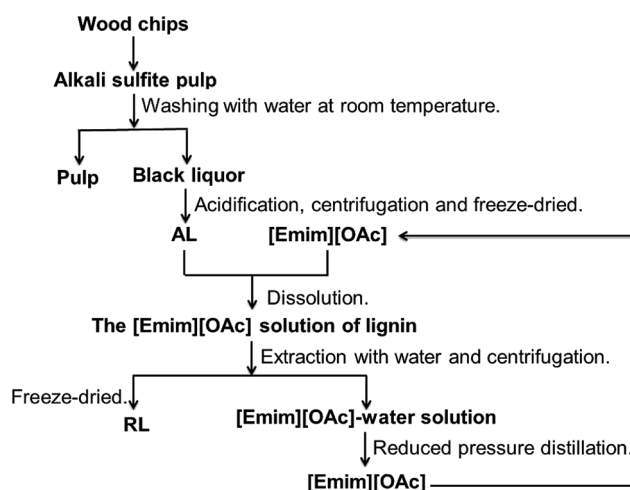 Wood chips
Alkali sulfite pulp
Washing with water at room temperature.
Pulp
Black liquor
Acidification, centrifugation and freeze-dried.
AL
[Emim][OAc]
Dissolution.
The [Emim][OAc] solution of lignin
Extraction with water and centrifugation.
Freeze-dried.
RL
[Emim][OAc]-water solution
Reduced pressure distillation.
[Emim][OAc]